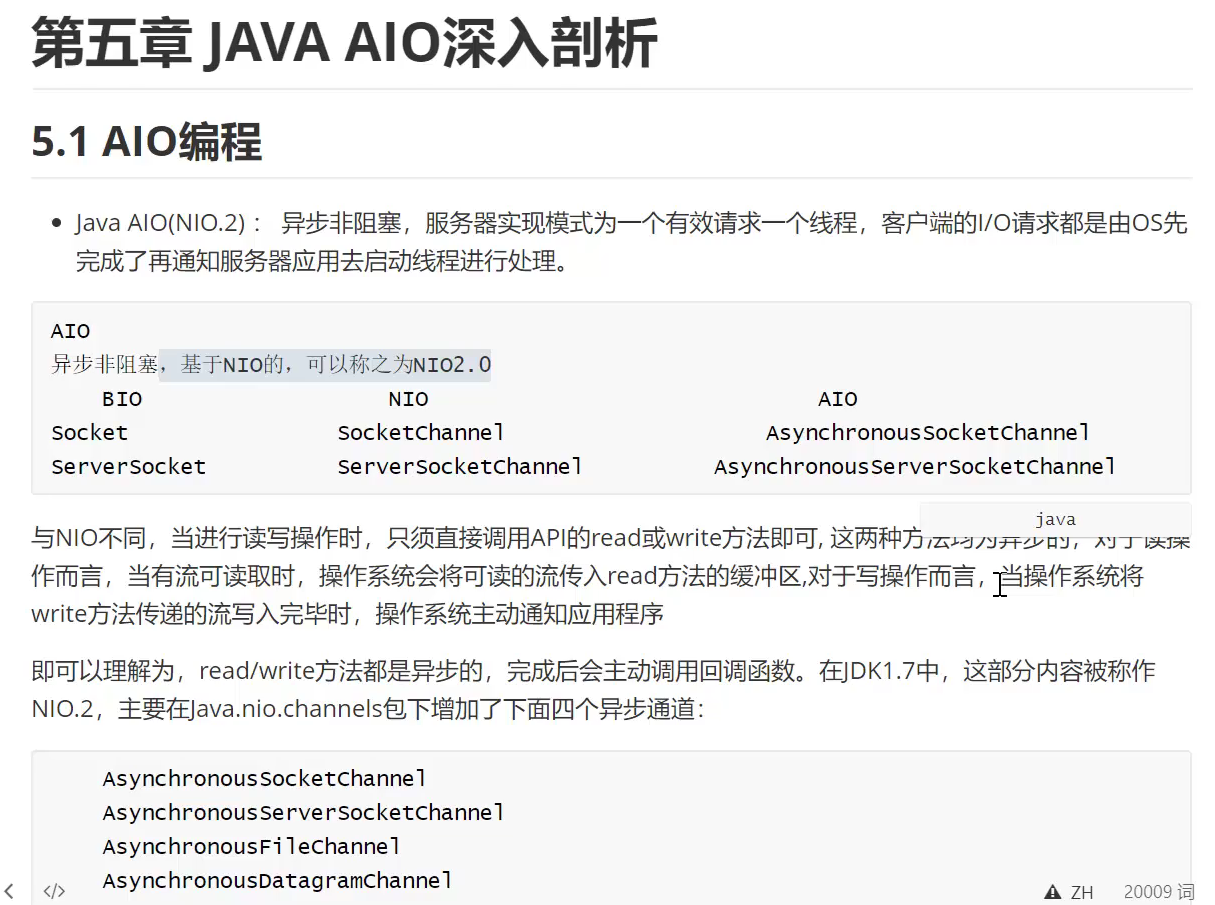 第五章 JAVA AIO深入剖析
5.1 AIO编程
Java AIO(NIO.2) ： 异步非阻塞，服务器实现模式为一个有效请求一个线程，客户端的I/O请求都是由OS先
完成了再通知服务器应用去启动线程进行处理。
AIO
异步非阻塞，基于NIO的，可以称之为NIO2.0
BIO NIO AIO
Socket SocketChannel AsynchronousSocketChannel
ServerSocket ServerSocketChannel AsynchronousServerSocketChannel
java
与NIO不同，当进行读写操作时，只须直接调用API的read或write方法即可, 这两种方法均为异步的，对于读操
作而言，当有流可读取时，操作系统会将可读的流传入read方法的缓冲区,对于写操作而言，当操作系统将
write方法传递的流写入完毕时，操作系统主动通知应用程序
即可以理解为，read/write方法都是异步的，完成后会主动调用回调函数。在JDK1.7中，这部分内容被称作
NIO.2，主要在Java.nio.channels包下增加了下面四个异步通道：
AsynchronousSocketChannel
AsynchronousServerSocketChannel
AsynchronousFileChannel
AsynchronousDatagramChannel
</> ZH 20009 词